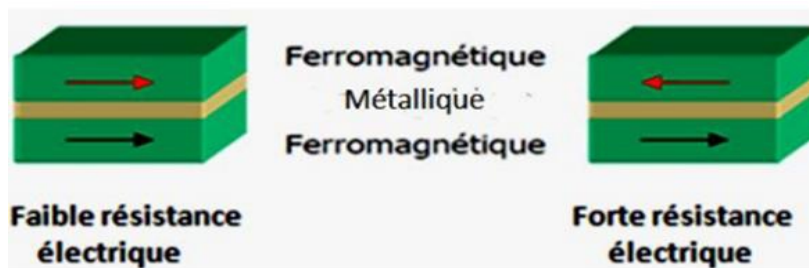 Ferromagnétique
Métallique
Ferromagnétique
Faible résistance
électrique
Forte résistance
électrique